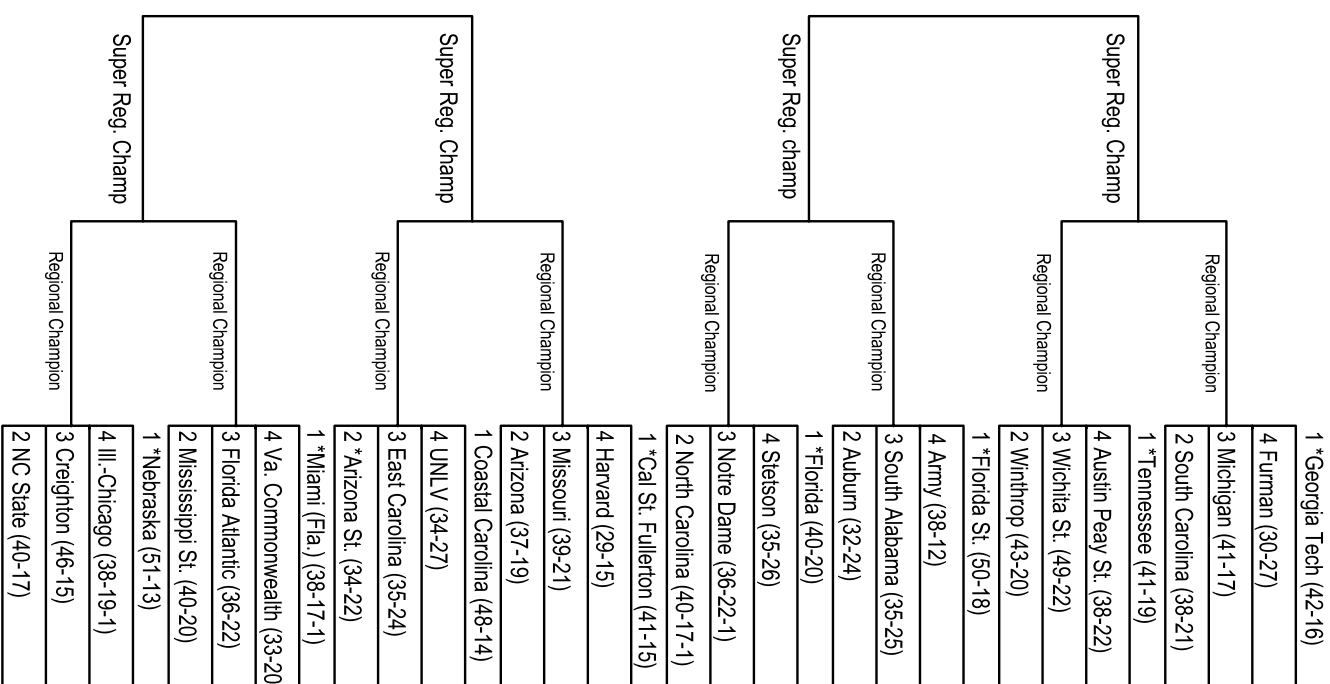 1 *Georgia Tech (42-16)
4 Furman (30-27)
3 Michigan (41-17)
Regional Champion
2 South Carolina (38-21)
1 *Tennessee (41-19)
Super Reg. Champ
4 Austin Peay St. (38-22)
3 Wichita St. (49-22)
Regional Champion
2 Winthrop (43-20)
1 *Florida St. (50-18)
4 Army (38-12)
3 South Alabama (35-25)
Regional Champion
2 Auburn (32-24)
1 *Florida (40-20)
Super Reg. champ
4 Stetson (35-26)
3 Notre Dame (36-22-1)
Regional Champion
2 North Carolina (40-17-1)
1 *Cal St. Fullerton (41-15)
4 Harvard (29-15)
3 Missouri (39-21)
Regional Champion
2 Arizona (37-19)
1 Coastal Carolina (48-14)
Super Reg. Champ
4 UNLV (34-27)
3 East Carolina (35-24)
Regional Champion
2 *Arizona St. (34-22)
1 *Miami (Fla.) (38-17-1)
4 Va. Commonwealth (33-20
3 Florida Atlantic (36-22)
Regional Champion
2 Mississippi St. (40-20)
1 *Nebraska (51-13)
Super Reg. Champ
4 Ill.-Chicago (38-19-1)
3 Creighton (46-15)
Regional Champion
2 NC State (40-17)